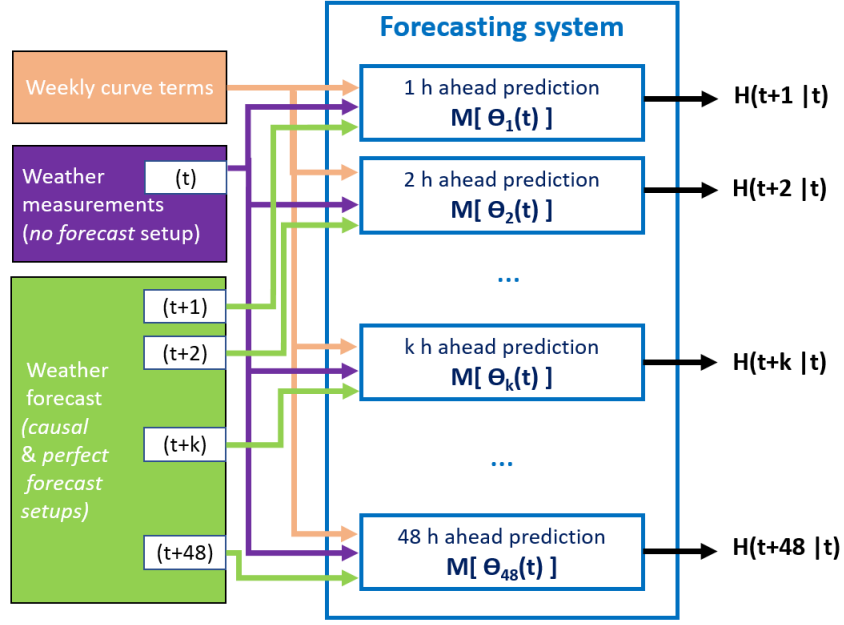 Forecasting system
Weekly curve terms
Weather
measurements
(no forecast setup)
(t)
Weather
forecast
(causal
& perfect
forecast
setups)
(t+1)
(t+2)
(t+k)
(t+48)
1 h ahead prediction
M[ Θ₁(t) ]
2 h ahead prediction
M[ Θ₂(t) ]
...
k h ahead prediction
M[ Θₖ(t) ]
...
48 h ahead prediction
M[ Θ₄₈(t) ]
H(t+1 |t)
H(t+2 |t)
H(t+k |t)
H(t+48 |t)